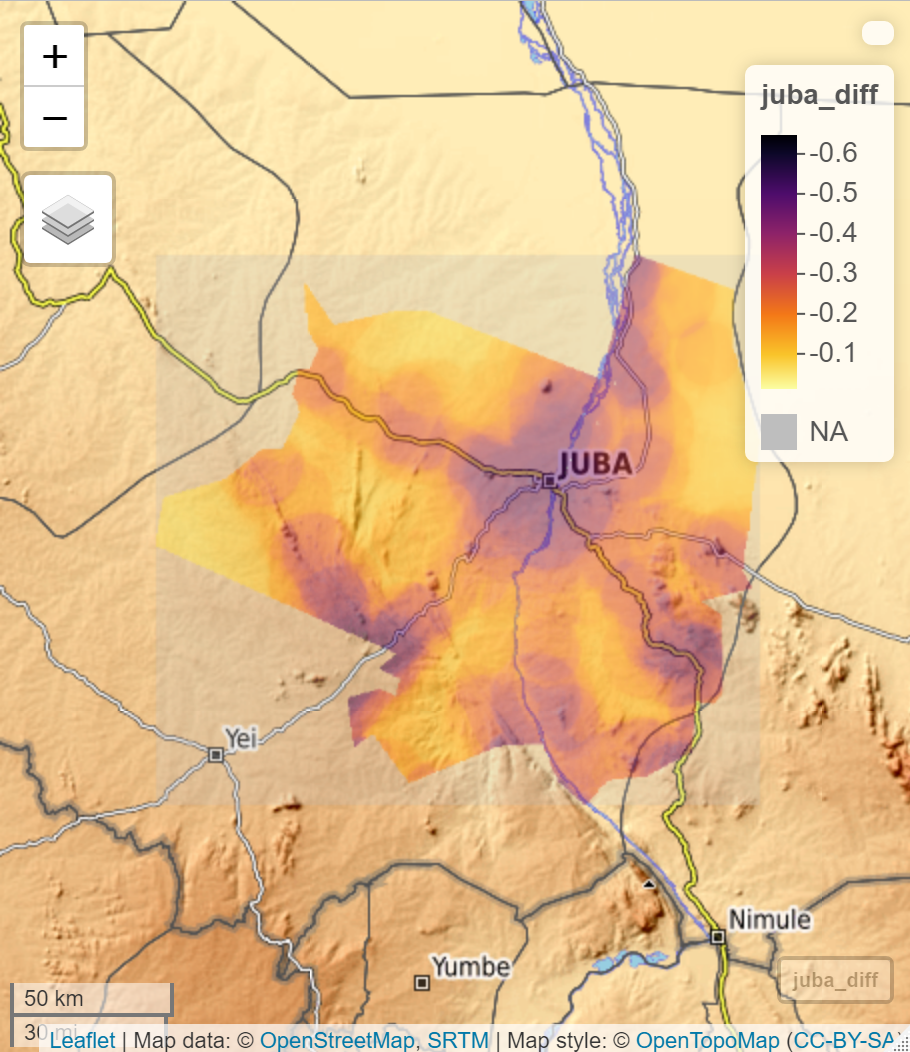 +
−
juba_diff
-0.6
-0.5
-0.4
-0.3
-0.2
-0.1
NA
JUBA
Yei
Nimule
Yumbe
juba_diff
50 km
30 mi
Leaflet | Map data: © OpenStreetMap, SRTM | Map style: © OpenTopoMap (CC-BY-SA